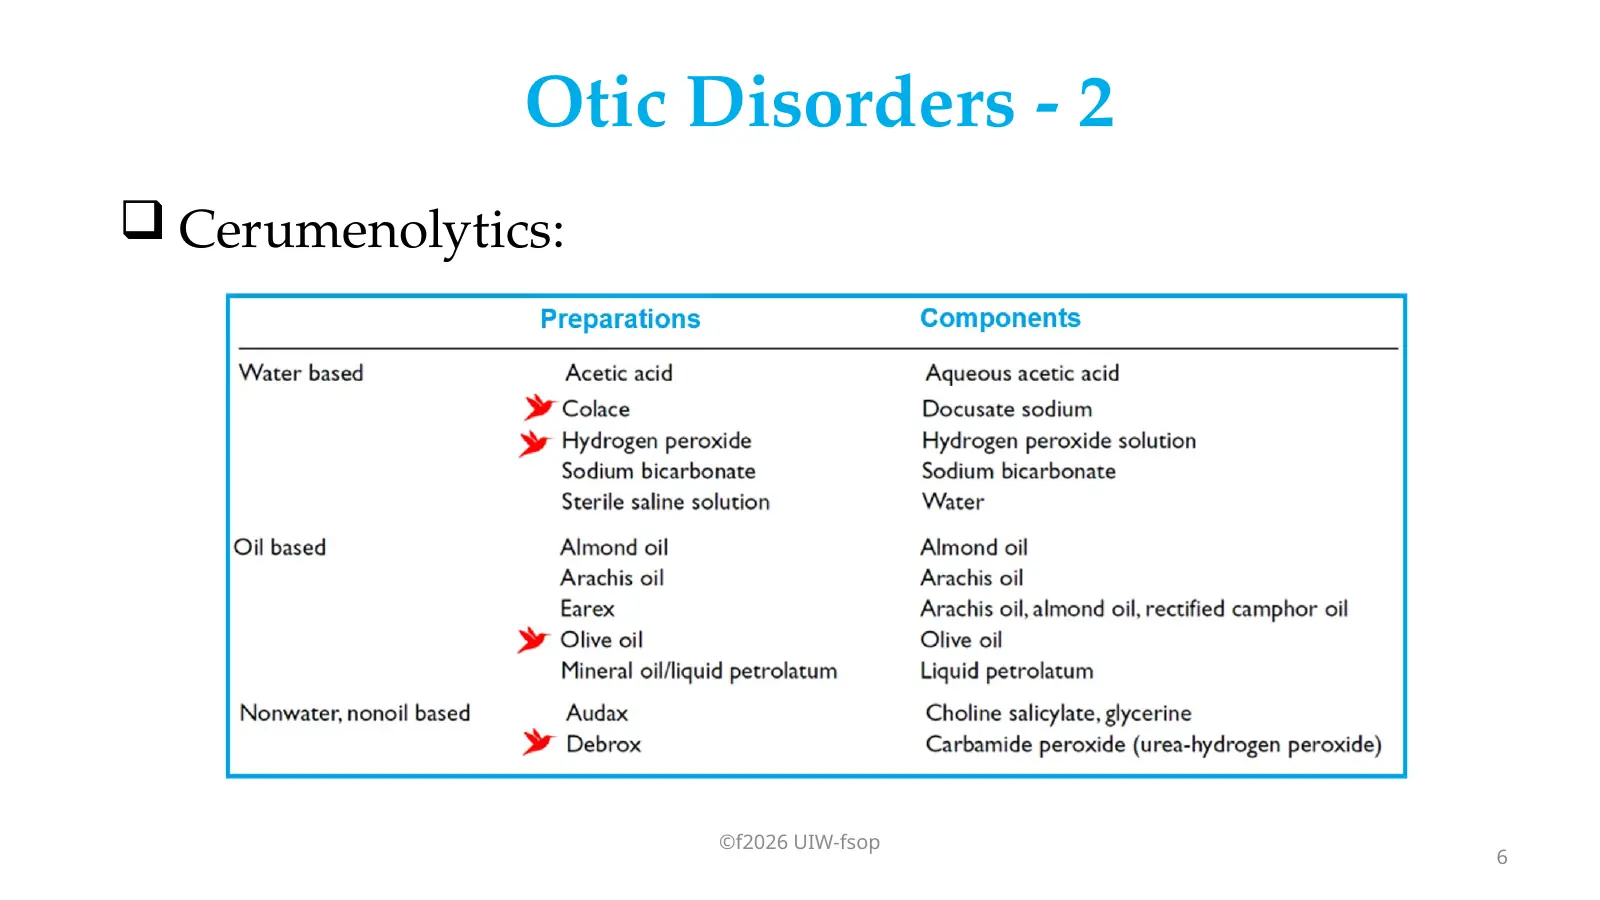 Otic Disorders - 2
Cerumenolytics:
Preparations Components
Water based Acetic acid Aqueous acetic acid
Colace Docusate sodium
Hydrogen peroxide Hydrogen peroxide solution
Sodium bicarbonate Sodium bicarbonate
Sterile saline solution Water
Oil based Almond oil Almond oil
Arachis oil Arachis oil
Earex Arachis oil, almond oil, rectified camphor oil
Olive oil Olive oil
Mineral oil/liquid petrolatum Liquid petrolatum
Nonwater, nonoil based Audax Choline salicylate, glycerine
Debrox Carbamide peroxide (urea-hydrogen peroxide)
©f2026 UIW-fsop
6